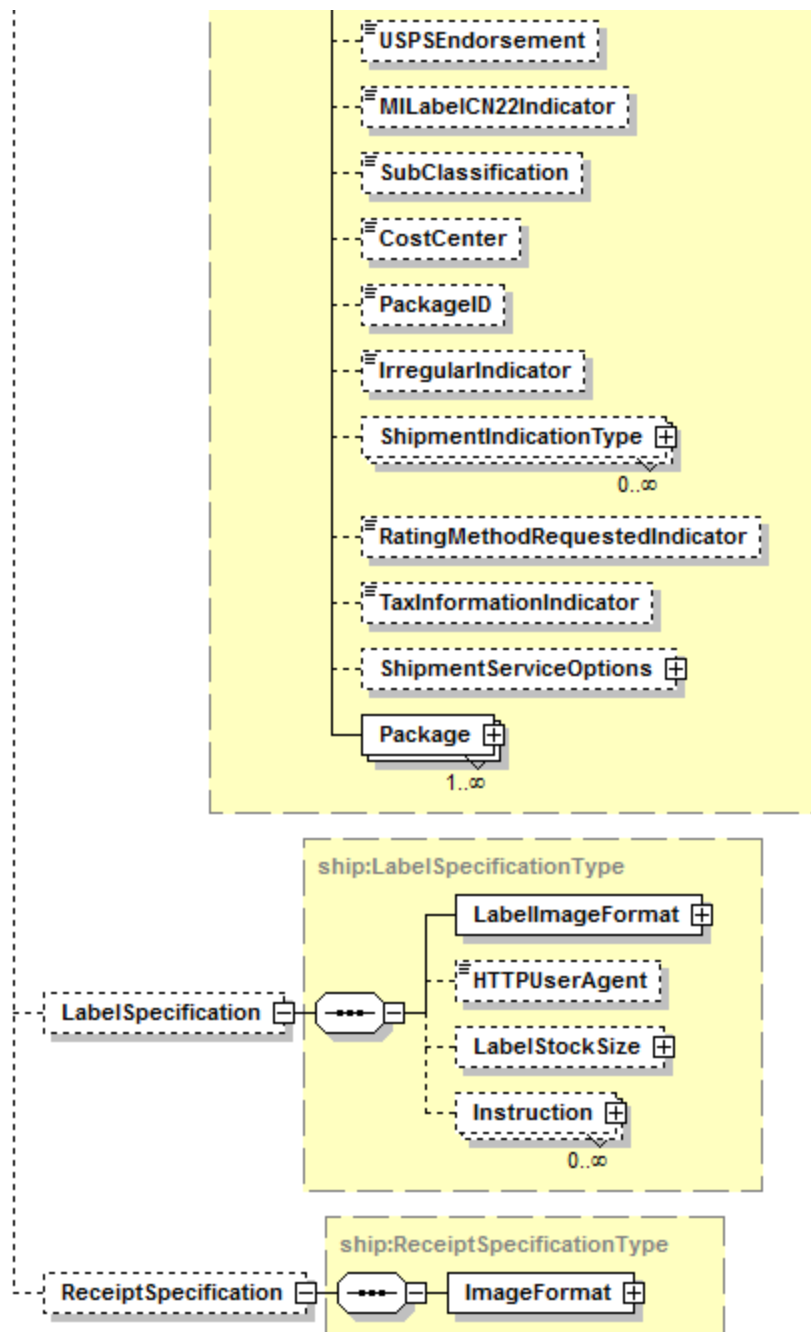 USPSEndorsement
MILabelCN22Indicator
SubClassification
CostCenter
PackageID
IrregularIndicator
ShipmentIndicationType
0..∞
RatingMethodRequestedIndicator
TaxInformationIndicator
ShipmentServiceOptions
Package
1..∞
ship:LabelSpecificationType
LabelImageFormat
HTTPUserAgent
LabelSpecification
LabelStockSize
Instruction
0..∞
ship:ReceiptSpecificationType
ReceiptSpecification
ImageFormat